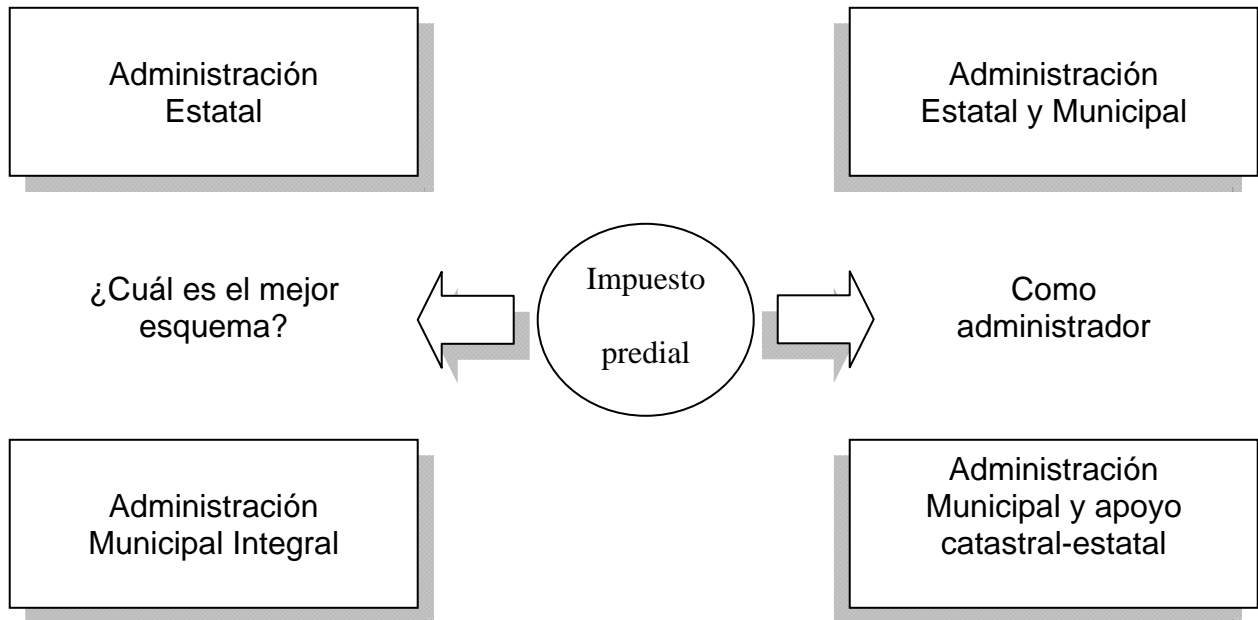 Administración
Estatal
Administración
Estatal y Municipal
¿Cuál es el mejor
esquema?
Impuesto
predial
Como
administrador
Administración
Municipal Integral
Administración
Municipal y apoyo
catastral-estatal